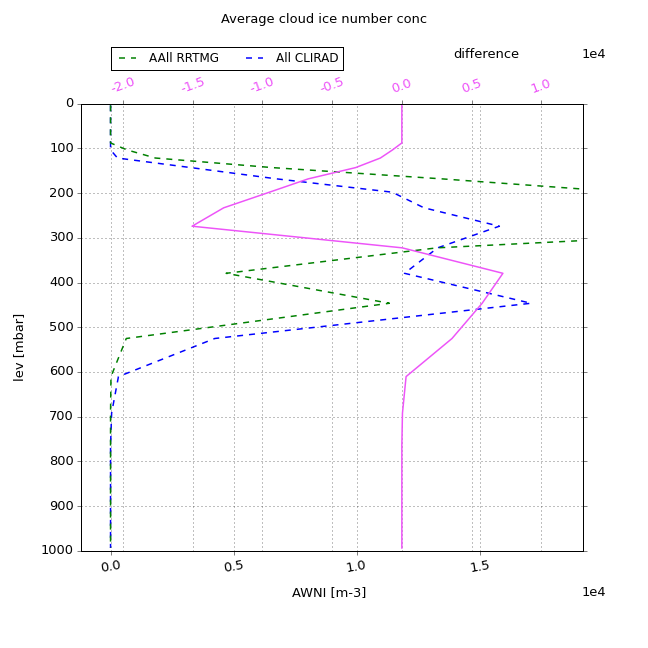 Average cloud ice number conc
AAll RRTMG All CLIRAD
difference 1e4
-2.0 -1.5 -1.0 -0.5 0.0 0.5 1.0
0
100
200
300
400
500
600
700
800
900
1000
lev [mbar]
0.0 0.5 1.0 1.5
AWNI [m-3] 1e4